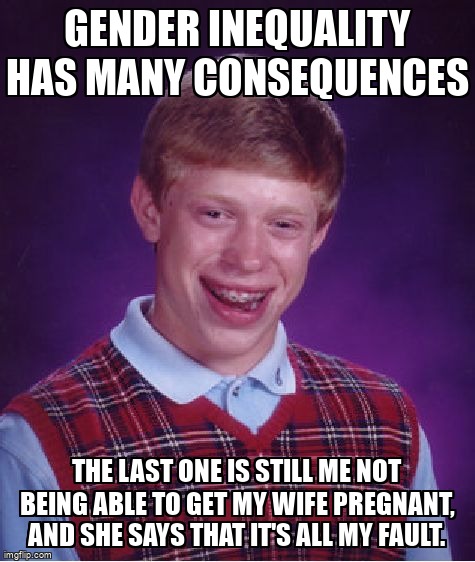 GENDER INEQUALITY
HAS MANY CONSEQUENCES
THE LAST ONE IS STILL ME NOT
BEING ABLE TO GET MY WIFE PREGNANT,
AND SHE SAYS THAT IT'S ALL MY FAULT.
imgflip.com